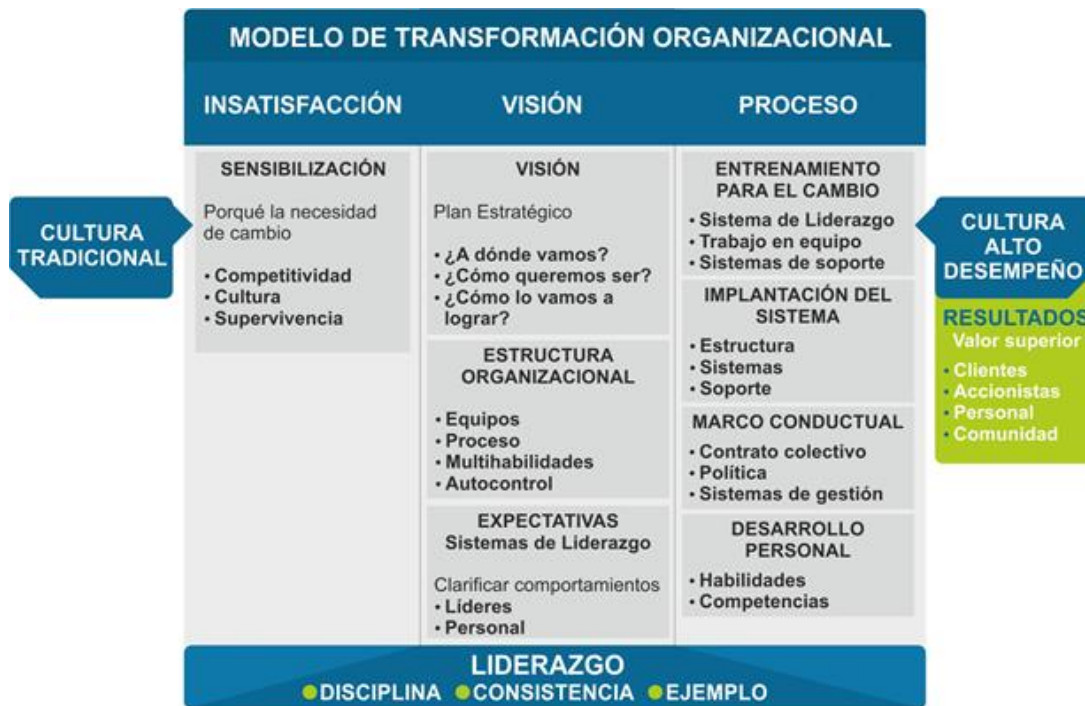 MODELO DE TRANSFORMACIÓN ORGANIZACIONAL
INSATISFACCIÓN
VISIÓN
PROCESO
CULTURA
TRADICIONAL
SENSIBILIZACIÓN
Porqué la necesidad
de cambio
• Competitividad
• Cultura
• Supervivencia
VISIÓN
Plan Estratégico
• ¿A dónde vamos?
• ¿Cómo queremos ser?
• ¿Cómo lo vamos a
lograr?
ESTRUCTURA
ORGANIZACIONAL
• Equipos
• Proceso
• Multihabilidades
• Autocontrol
EXPECTATIVAS
Sistemas de Liderazgo
Clarificar comportamientos
• Líderes
• Personal
ENTRENAMIENTO
PARA EL CAMBIO
• Sistema de Liderazgo
• Trabajo en equipo
• Sistemas de soporte
IMPLANTACIÓN DEL
SISTEMA
• Estructura
• Sistemas
• Soporte
MARCO CONDUCTUAL
• Contrato colectivo
• Política
• Sistemas de gestión
DESARROLLO
PERSONAL
• Habilidades
• Competencias
CULTURA
ALTO
DESEMPEÑO
RESULTADOS
Valor superior
• Clientes
• Accionistas
• Personal
• Comunidad
LIDERAZGO
● DISCIPLINA ● CONSISTENCIA ● EJEMPLO